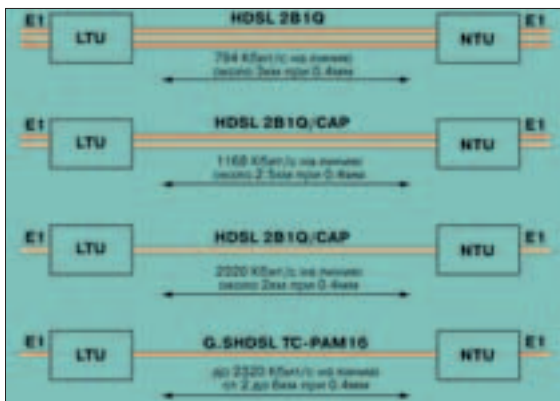 HDSL 2B1Q
E1 LTU NTU E1
784 Кбит/с на линию
около 3км при 0.4мм
HDSL 2B1Q/CAP
E1 LTU NTU E1
1168 Кбит/с на линию
около 2.5км при 0.4мм
HDSL 2B1Q/CAP
E1 LTU NTU E1
2320 Кбит/с на линию
около 2км при 0.4мм
G.SHDSL TC-PAM16
E1 LTU NTU E1
до 2320 Кбит/с на линию
от 2 до 6км при 0.4мм